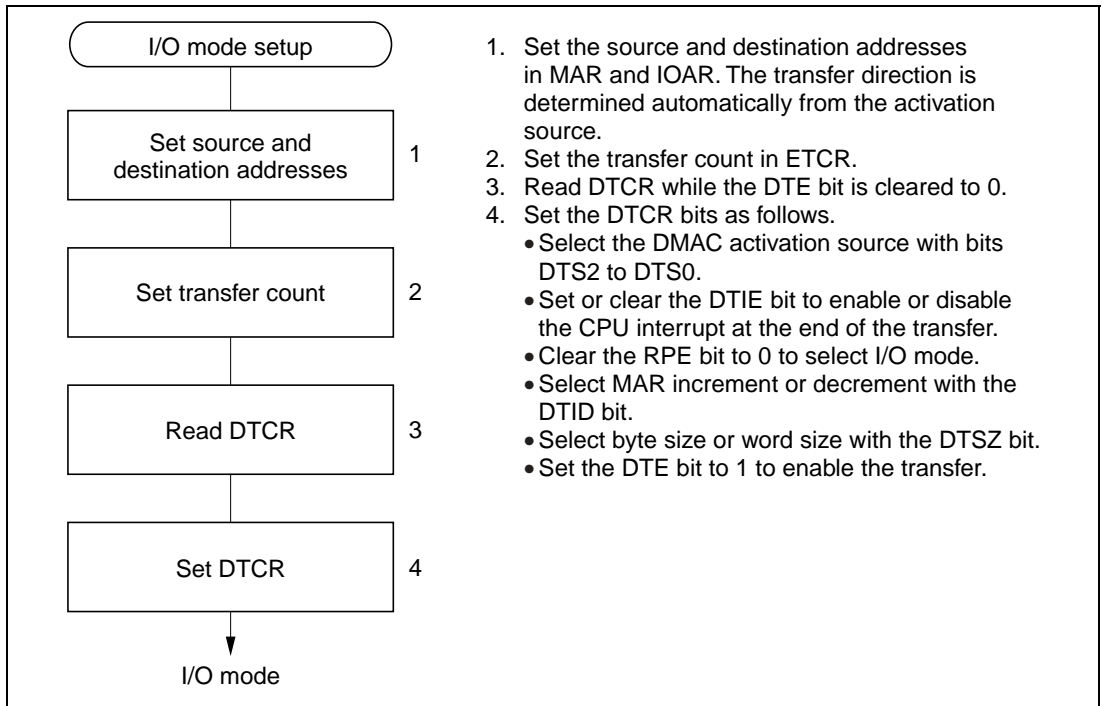 I/O mode setup
Set source and
destination addresses
1
Set transfer count
2
Read DTCR
3
Set DTCR
4
I/O mode
1. Set the source and destination addresses
in MAR and IOAR. The transfer direction is
determined automatically from the activation
source.
2. Set the transfer count in ETCR.
3. Read DTCR while the DTE bit is cleared to 0.
4. Set the DTCR bits as follows.
• Select the DMAC activation source with bits
DTS2 to DTS0.
• Set or clear the DTIE bit to enable or disable
the CPU interrupt at the end of the transfer.
• Clear the RPE bit to 0 to select I/O mode.
• Select MAR increment or decrement with the
DTID bit.
• Select byte size or word size with the DTSZ bit.
• Set the DTE bit to 1 to enable the transfer.